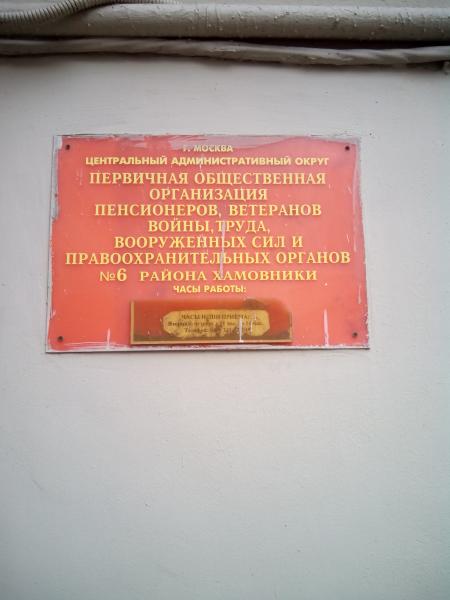 Г. МОСКВА
ЦЕНТРАЛЬНЫЙ АДМИНИСТРАТИВНЫЙ ОКРУГ
ПЕРВИЧНАЯ ОБЩЕСТВЕННАЯ
ОРГАНИЗАЦИЯ
ПЕНСИОНЕРОВ, ВЕТЕРАНОВ
ВОЙНЫ, ТРУДА,
ВООРУЖЕННЫХ СИЛ И
ПРАВООХРАНИТЕЛЬНЫХ ОРГАНОВ
№6 РАЙОНА ХАМОВНИКИ
ЧАСЫ РАБОТЫ:
ПРИЕМА: